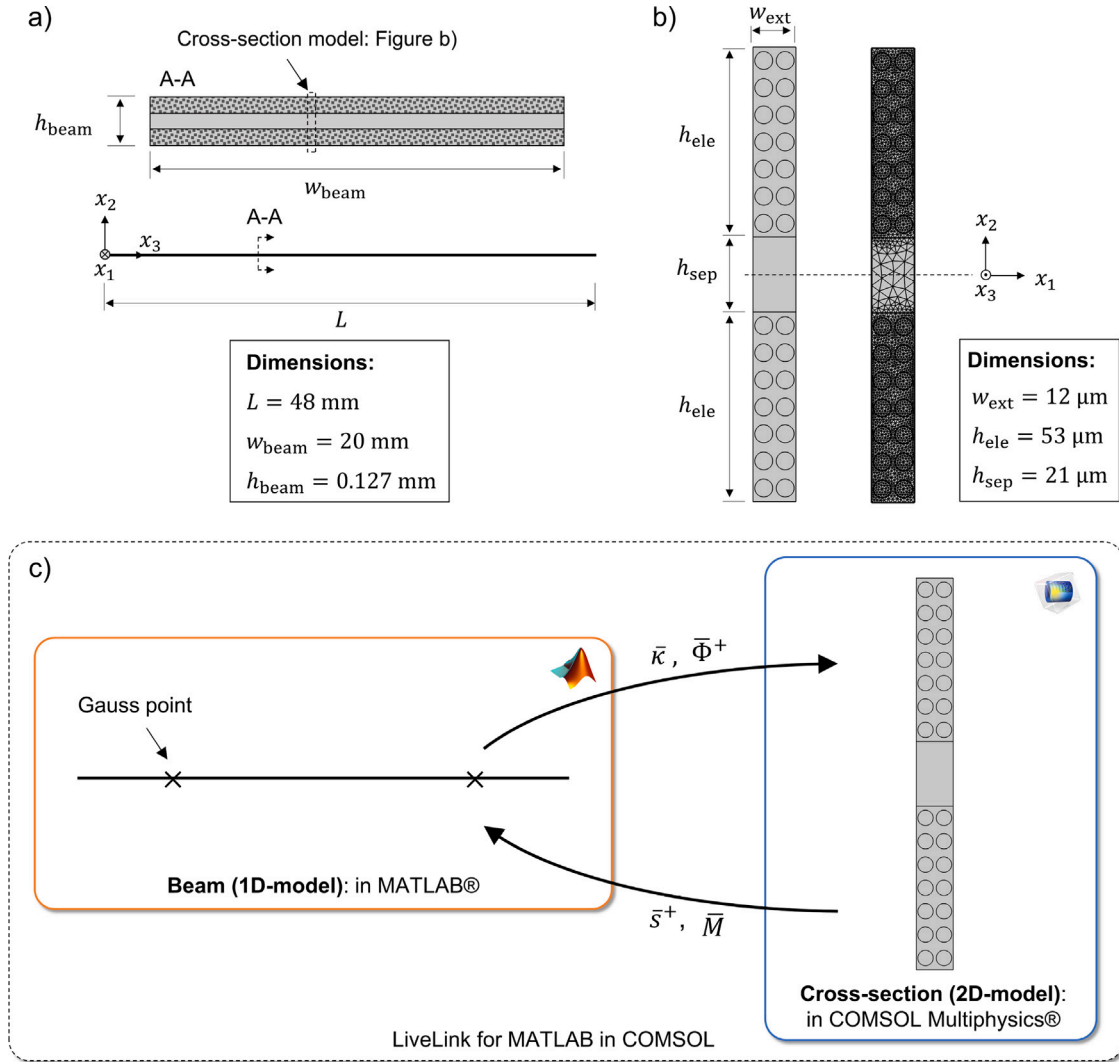 a)
Cross-section model: Figure b)
A-A
h_beam
w_beam
x_2
A-A
x_3
x_1
L
Dimensions:
L = 48 mm
w_beam = 20 mm
h_beam = 0.127 mm
b)
w_ext
h_ele
h_sep
h_ele
x_2
x_3
x_1
Dimensions:
w_ext = 12 μm
h_ele = 53 μm
h_sep = 21 μm
c)
κ̄ , Φ̄⁺
Gauss point
Beam (1D-model): in MATLAB®
s̄⁺, M̄
Cross-section (2D-model):
in COMSOL Multiphysics®
LiveLink for MATLAB in COMSOL